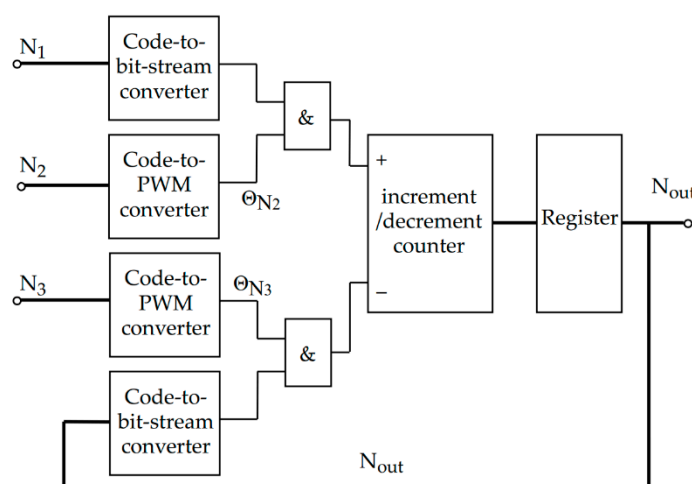 N1
Code-to-
bit-stream
converter
&
N2
Code-to-
PWM
converter
ΘN2
+
increment
/decrement
counter
−
Register
Nout
N3
Code-to-
PWM
converter
ΘN3
&
Code-to-
bit-stream
converter
Nout